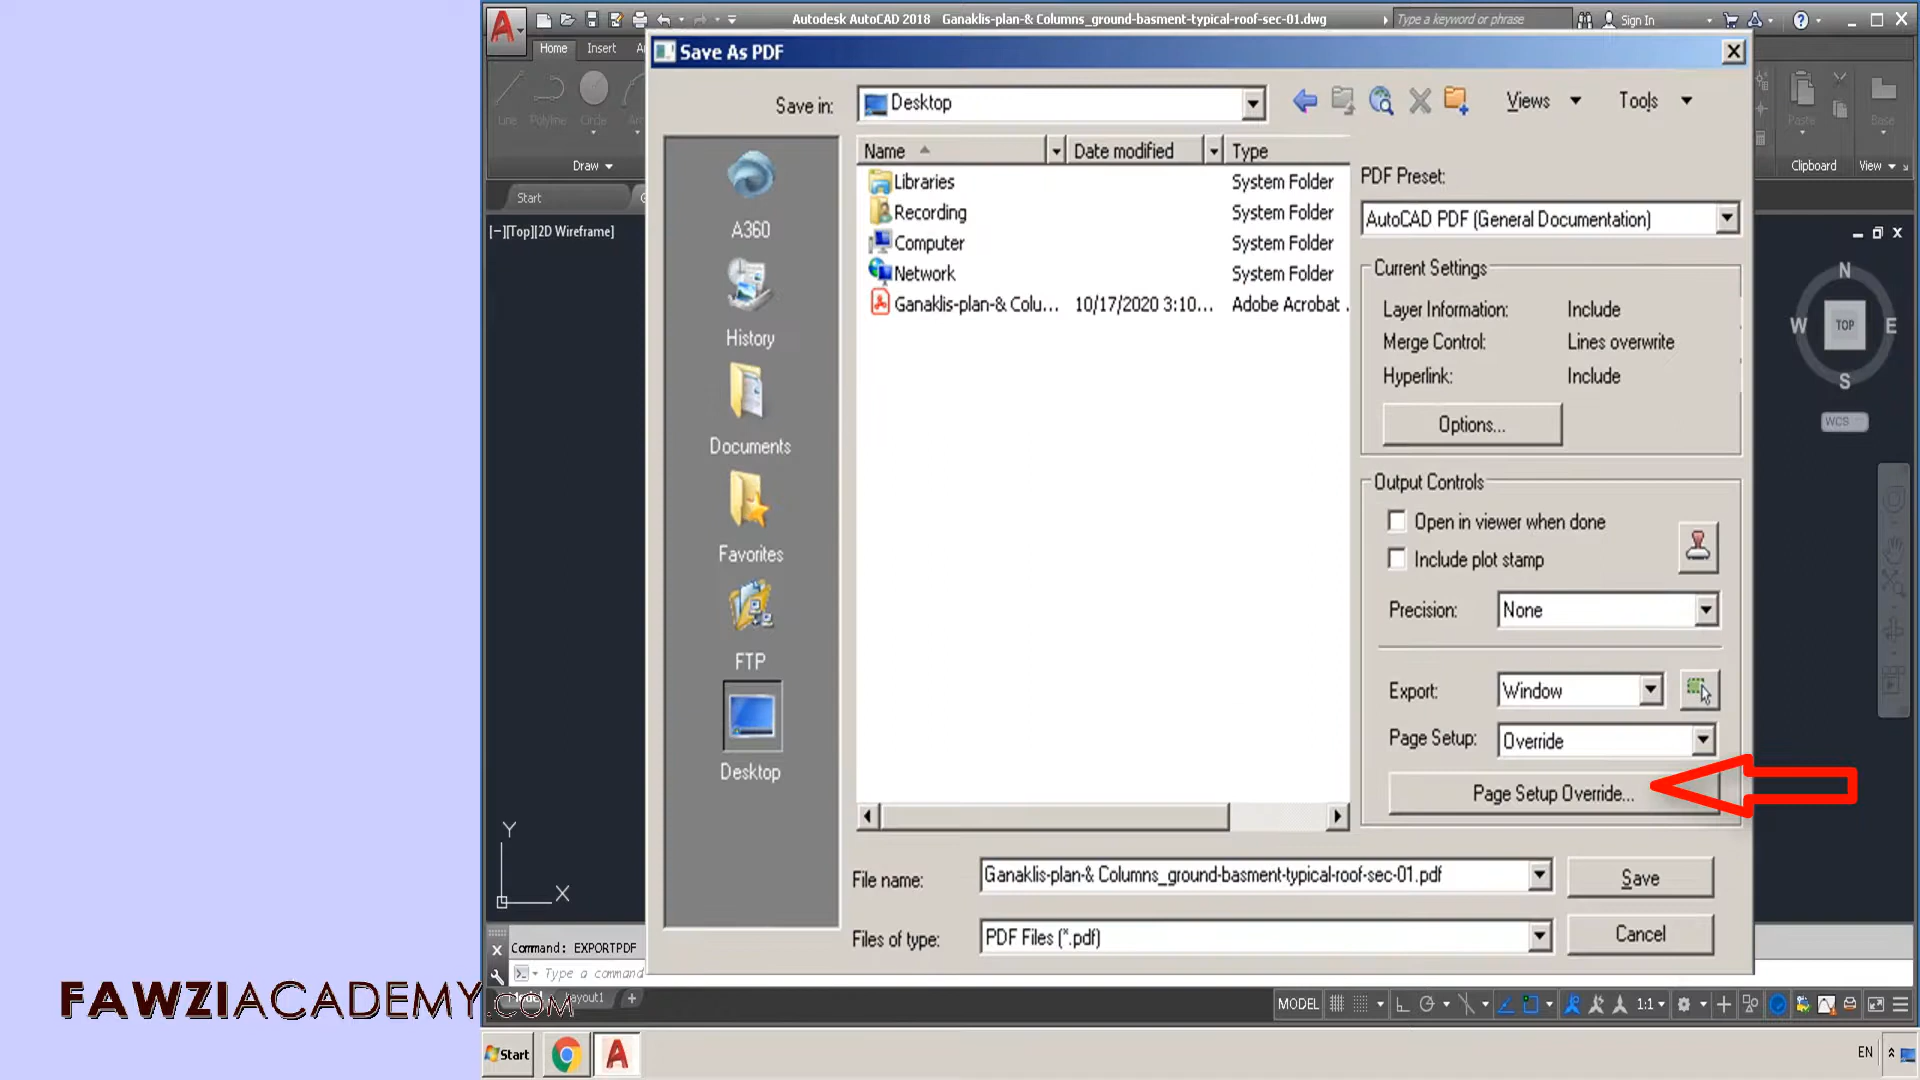 Autodesk AutoCAD 2018 Ganaklis-plan-& Columns_ground-basment-typical-roof-sec-01.dwg
Type a keyword or phrase
Sign In
Home Insert
Line Polyline Circle
Paste Base
Draw
Clipboard View
Start
[−][Top][2D Wireframe]
N
W TOP E
S
WCS
Save As PDF
Save in: Desktop
Views Tools
Name Date modified Type
Libraries System Folder
Recording System Folder
Computer System Folder
Network System Folder
Ganaklis-plan-& Colu... 10/17/2020 3:10... Adobe Acrobat .
A360
History
Documents
Favorites
FTP
Desktop
PDF Preset:
AutoCAD PDF (General Documentation)
Current Settings
Layer Information: Include
Merge Control: Lines overwrite
Hyperlink: Include
Options...
Output Controls
Open in viewer when done
Include plot stamp
Precision: None
Export: Window
Page Setup: Override
Page Setup Override...
File name: Ganaklis-plan-& Columns_ground-basment-typical-roof-sec-01.pdf
Save
Files of type: PDF Files (*.pdf)
Cancel
Y
X
Command: EXPORTPDF
Type a command
Model Layout1
MODEL 1:1
FAWZIACADEMY.COM
Start
EN